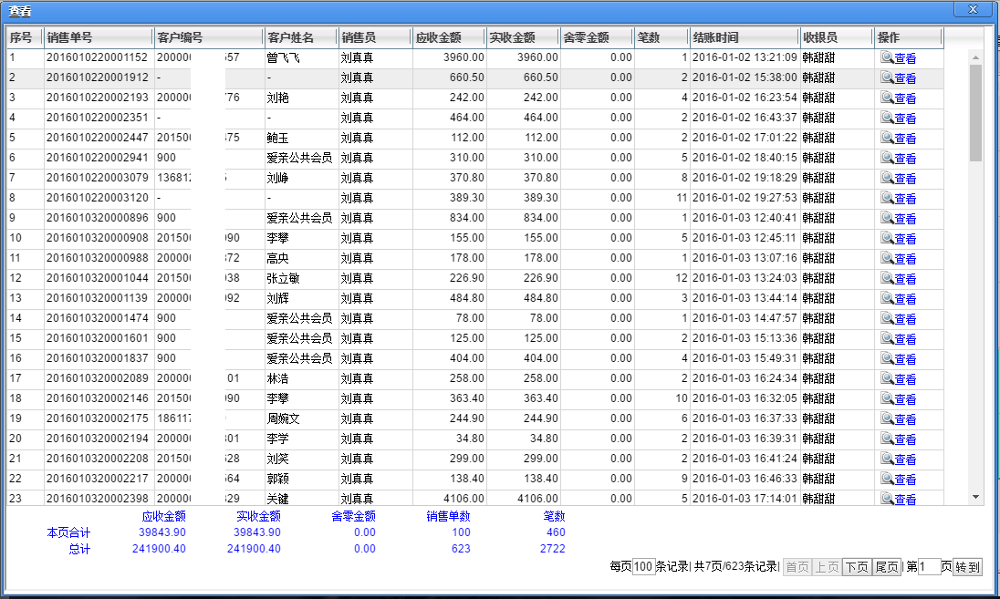 查看
序号 销售单号 客户编号 客户姓名 销售员 应收金额 实收金额 舍零金额 笔数 结账时间 收银员 操作
1 2016010220001152 20000 557 曾飞飞 刘真真 3960.00 3960.00 0.00 1 2016-01-02 13:21:09 韩甜甜 查看
2 2016010220001912 - - 刘真真 660.50 660.50 0.00 2 2016-01-02 15:38:00 韩甜甜 查看
3 2016010220002193 20000 776 刘艳 刘真真 242.00 242.00 0.00 4 2016-01-02 16:23:54 韩甜甜 查看
4 2016010220002351 - - 刘真真 464.00 464.00 0.00 2 2016-01-02 16:43:37 韩甜甜 查看
5 2016010220002447 20150 475 鲍玉 刘真真 112.00 112.00 0.00 2 2016-01-02 17:01:22 韩甜甜 查看
6 2016010220002941 900 爱亲公共会员 刘真真 310.00 310.00 0.00 5 2016-01-02 18:40:15 韩甜甜 查看
7 2016010220003079 13681 刘峥 刘真真 370.80 370.80 0.00 8 2016-01-02 19:18:29 韩甜甜 查看
8 2016010220003120 - - 刘真真 389.30 389.30 0.00 11 2016-01-02 19:27:53 韩甜甜 查看
9 2016010320000896 900 爱亲公共会员 刘真真 834.00 834.00 0.00 1 2016-01-03 12:40:41 韩甜甜 查看
10 2016010320000908 20150 090 李攀 刘真真 155.00 155.00 0.00 5 2016-01-03 12:45:11 韩甜甜 查看
11 2016010320000988 20000 372 高央 刘真真 178.00 178.00 0.00 1 2016-01-03 13:07:16 韩甜甜 查看
12 2016010320001044 20150 038 张立敏 刘真真 226.90 226.90 0.00 12 2016-01-03 13:24:03 韩甜甜 查看
13 2016010320001139 20000 092 刘辉 刘真真 484.80 484.80 0.00 3 2016-01-03 13:44:14 韩甜甜 查看
14 2016010320001474 900 爱亲公共会员 刘真真 78.00 78.00 0.00 1 2016-01-03 14:47:57 韩甜甜 查看
15 2016010320001601 900 爱亲公共会员 刘真真 125.00 125.00 0.00 2 2016-01-03 15:13:36 韩甜甜 查看
16 2016010320001837 900 爱亲公共会员 刘真真 404.00 404.00 0.00 4 2016-01-03 15:49:31 韩甜甜 查看
17 2016010320002089 20000 01 林浩 刘真真 258.00 258.00 0.00 2 2016-01-03 16:24:34 韩甜甜 查看
18 2016010320002146 20150 090 李攀 刘真真 363.40 363.40 0.00 10 2016-01-03 16:32:05 韩甜甜 查看
19 2016010320002175 18611 周婉文 刘真真 244.90 244.90 0.00 6 2016-01-03 16:37:33 韩甜甜 查看
20 2016010320002194 20000 301 李学 刘真真 34.80 34.80 0.00 2 2016-01-03 16:39:31 韩甜甜 查看
21 2016010320002208 20150 528 刘笑 刘真真 299.00 299.00 0.00 2 2016-01-03 16:41:24 韩甜甜 查看
22 2016010320002217 20000 564 郭颖 刘真真 138.40 138.40 0.00 9 2016-01-03 16:46:33 韩甜甜 查看
23 2016010320002398 20000 329 关键 刘真真 4106.00 4106.00 0.00 5 2016-01-03 17:14:01 韩甜甜 查看
应收金额 实收金额 舍零金额 销售单数 笔数
本页合计 39843.90 39843.90 0.00 100 460
总计 241900.40 241900.40 0.00 623 2722
每页100条记录| 共7页/623条记录| 首页 上页 下页 尾页 | 第1页 转到